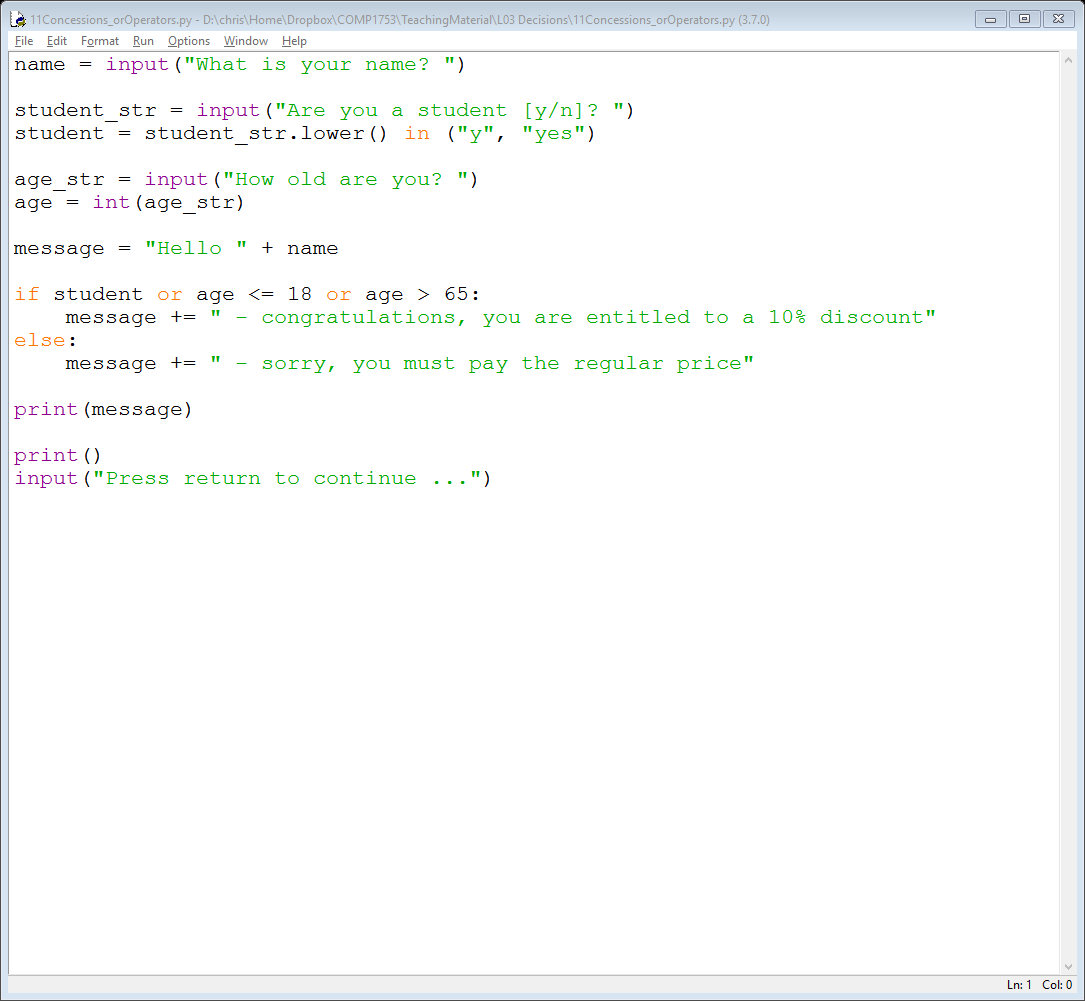 11Concessions_orOperators.py - D:\chris\Home\Dropbox\COMP1753\TeachingMaterial\L03 Decisions\11Concessions_orOperators.py (3.7.0)
File Edit Format Run Options Window Help
name = input("What is your name? ")
student_str = input("Are you a student [y/n]? ")
student = student_str.lower() in ("y", "yes")
age_str = input("How old are you? ")
age = int(age_str)
message = "Hello " + name
if student or age <= 18 or age > 65:
    message += " - congratulations, you are entitled to a 10% discount"
else:
    message += " - sorry, you must pay the regular price"
print(message)
print()
input("Press return to continue ...")
Ln: 1 Col: 0